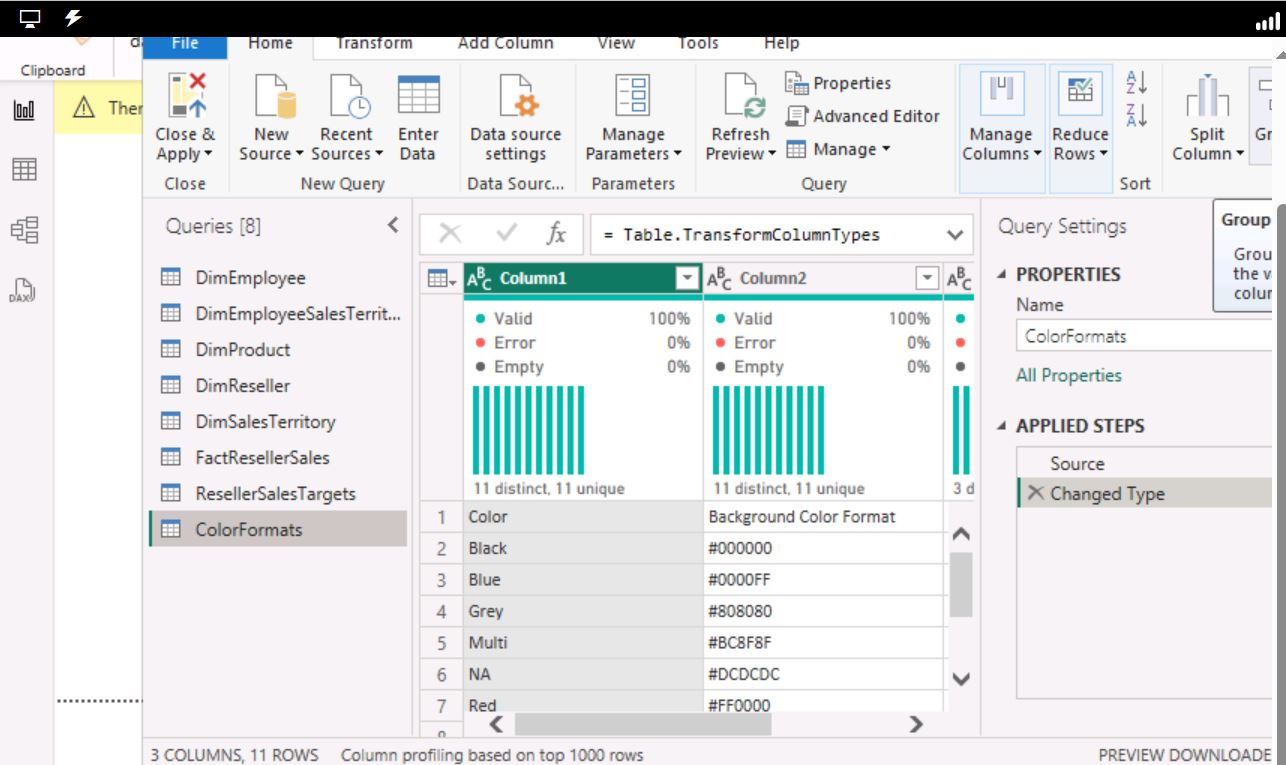 Clipboard
File Home Transform Add Column View Tools Help
Close & Apply
New Source
Recent Sources
Enter Data
Data source settings
Manage Parameters
Refresh Preview
Properties
Advanced Editor
Manage
Manage Columns
Reduce Rows
Split Column
Close
New Query
Data Sourc...
Parameters
Query
Sort
Queries [8]
DimEmployee
DimEmployeeSalesTerrit...
DimProduct
DimReseller
DimSalesTerritory
FactResellerSales
ResellerSalesTargets
ColorFormats
fx = Table.TransformColumnTypes
ABC Column1 ABC Column2 ABC
Valid 100% Valid 100%
Error 0% Error 0%
Empty 0% Empty 0%
11 distinct, 11 unique 11 distinct, 11 unique 3 d
1 Color Background Color Format
2 Black #000000
3 Blue #0000FF
4 Grey #808080
5 Multi #BC8F8F
6 NA #DCDCDC
7 Red #FF0000
Query Settings
PROPERTIES
Name
ColorFormats
All Properties
APPLIED STEPS
Source
Changed Type
Group
the
DAX
3 COLUMNS, 11 ROWS Column profiling based on top 1000 rows
PREVIEW DOWNLOADE